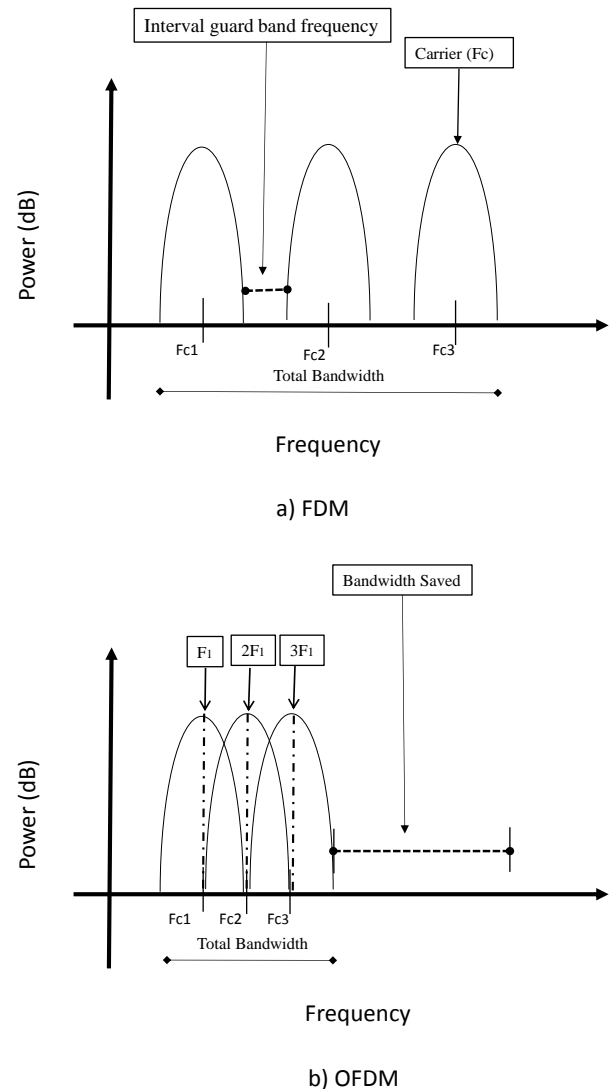 Interval guard band frequency
Carrier (Fc)
Power (dB)
Fc1
Fc2
Fc3
Total Bandwidth
Frequency
a) FDM
Bandwidth Saved
F1
2F1
3F1
Power (dB)
Fc1
Fc2
Fc3
Total Bandwidth
Frequency
b) OFDM